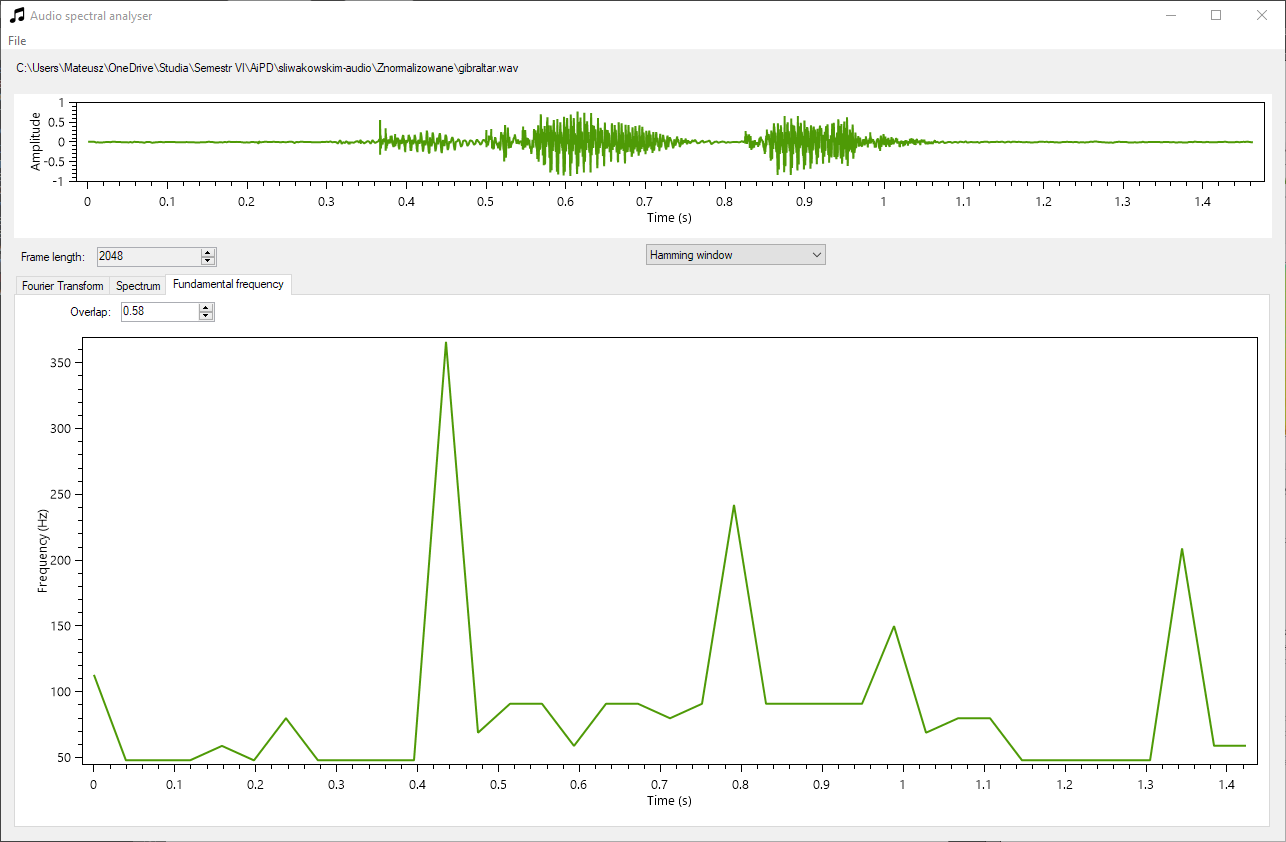 Audio spectral analyser
File
C:\Users\Mateusz\OneDrive\Studia\Semestr VI\AiPD\sliwakowskim-audio\Znormalizowane\gibraltar.wav
Amplitude
1
0.5
0
-0.5
-1
0 0.1 0.2 0.3 0.4 0.5 0.6 0.7 0.8 0.9 1 1.1 1.2 1.3 1.4
Time (s)
Frame length: 2048 Hamming window
Fourier Transform Spectrum Fundamental frequency
Overlap: 0.58
Frequency (Hz)
350
300
250
200
150
100
50
0 0.1 0.2 0.3 0.4 0.5 0.6 0.7 0.8 0.9 1 1.1 1.2 1.3 1.4
Time (s)